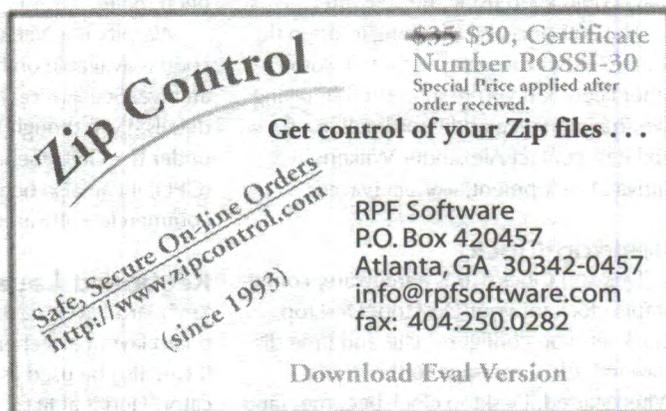 Zip Control
Safe, Secure On-line Orders
http://www.zipcontrol.com
(since 1993)
$35 $30, Certificate
Number POSSI-30
Special Price applied after
order received.
Get control of your Zip files . . . .
RPF Software
P.O. Box 420457
Atlanta, GA, 30342-0457
info@rpfsoftware.com
fax: 404.250.0282
Download Eval Version